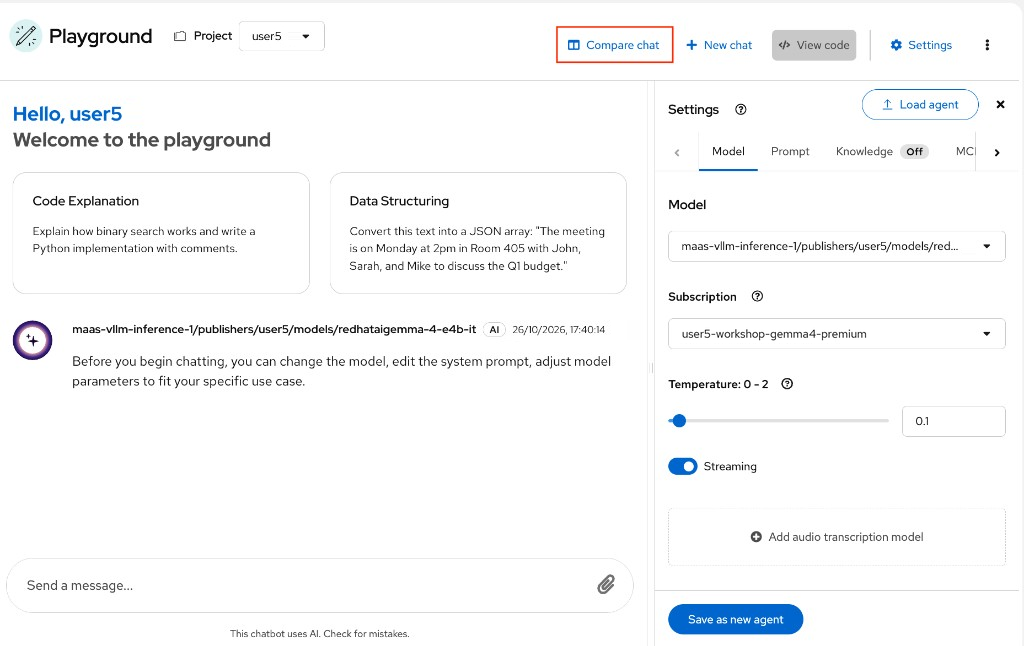 Playground
Project
user5
Compare chat
New chat
View code
Settings
Hello, user5
Welcome to the playground
Code Explanation
Explain how binary search works and write a
Python implementation with comments.
Data Structuring
Convert this text into a JSON array: "The meeting
is on Monday at 2pm in Room 405 with John,
Sarah, and Mike to discuss the Q1 budget."
maas-vllm-inference-1/publishers/user5/models/redhataigemma-4-e4b-it AI 26/10/2026, 17:40:14
Before you begin chatting, you can change the model, edit the system prompt, adjust model
parameters to fit your specific use case.
Send a message...
This chatbot uses AI. Check for mistakes.
Settings
Load agent
Model
Prompt
Knowledge Off
MC
Model
maas-vllm-inference-1/publishers/user5/models/red...
Subscription
user5-workshop-gemma4-premium
Temperature: 0 - 2
0.1
Streaming
Add audio transcription model
Save as new agent